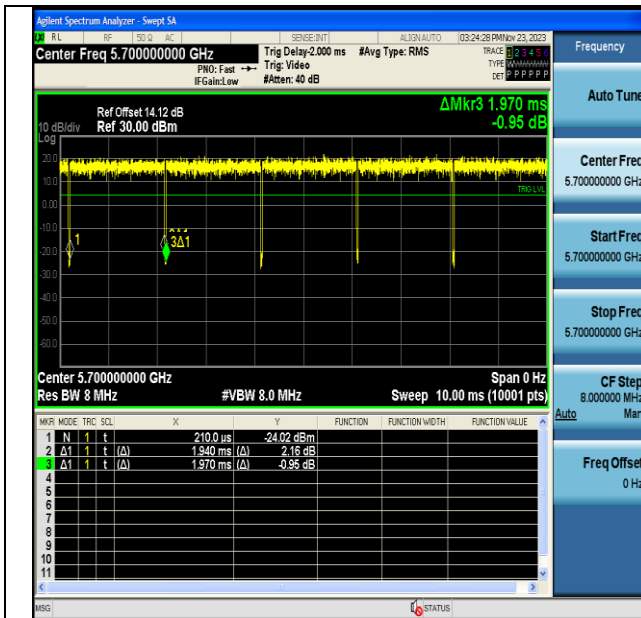 Agilent Spectrum Analyzer - Swept SA
RL RF 50 Ω AC SENSE:INT ALIGN AUTO 03:24:28 PM Nov 23, 2023
Center Freq 5.700000000 GHz
PNO: Fast
IFGain:Low
Trig Delay-2.000 ms
Trig: Video
#Atten: 40 dB
#Avg Type: RMS
TRACE 1 2 3 4 5 6
TYPE
DET P P P P P P
Ref Offset 14.12 dB
10 dB/div Ref 30.00 dBm
Log
ΔMkr3 1.970 ms
-0.95 dB
20.0
10.0
0.00
-10.0
-20.0
-30.0
-40.0
-50.0
-60.0
TRIG LVL
1
3Δ1
Center 5.700000000 GHz Span 0 Hz
Res BW 8 MHz #VBW 8.0 MHz Sweep 10.00 ms (10001 pts)
MKR MODE TRC SCL X Y FUNCTION FUNCTION WIDTH FUNCTION VALUE
1 N 1 t 210.0 µs -24.02 dBm
2 Δ1 1 t (Δ) 1.940 ms (Δ) 2.16 dB
3 Δ1 1 t (Δ) 1.970 ms (Δ) -0.95 dB
4
5
6
7
8
9
10
11
MSG STATUS
Frequency
Auto Tune
Center Freq
5.700000000 GHz
Start Freq
5.700000000 GHz
Stop Freq
5.700000000 GHz
CF Step
8.000000 MHz
Auto Man
Freq Offset
0 Hz